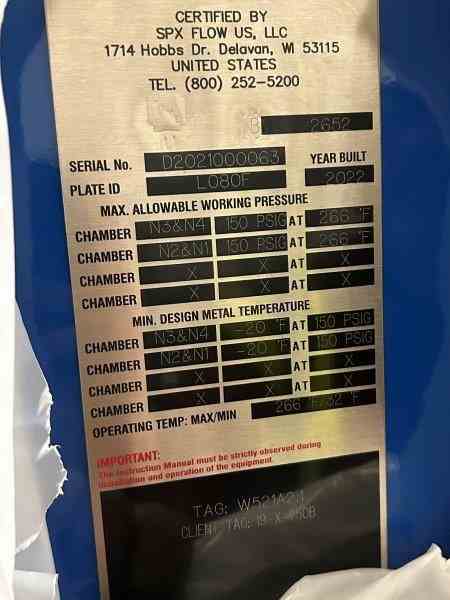 CERTIFIED BY
SPX FLOW US, LLC
1714 Hobbs Dr. Delavan, WI 53115
UNITED STATES
TEL. (800) 252-5200
2652
SERIAL No. D2021000063 YEAR BUILT
PLATE ID L080F 2022
MAX. ALLOWABLE WORKING PRESSURE
CHAMBER N3&N4 150 PSIG AT 266 °F
CHAMBER N2&N1 150 PSIG AT 266 °F
CHAMBER X X AT X
CHAMBER X X AT X
MIN. DESIGN METAL TEMPERATURE
CHAMBER N3&N4 -20 °F AT 150 PSIG
CHAMBER N2&N1 -20 °F AT 150 PSIG
CHAMBER X X AT X
CHAMBER X X AT X
OPERATING TEMP: MAX/MIN 266 °F/32 °F
IMPORTANT:
The Instruction Manual must be strictly observed during
installation and operation of the equipment.
TAG:
CLIENT TAG: